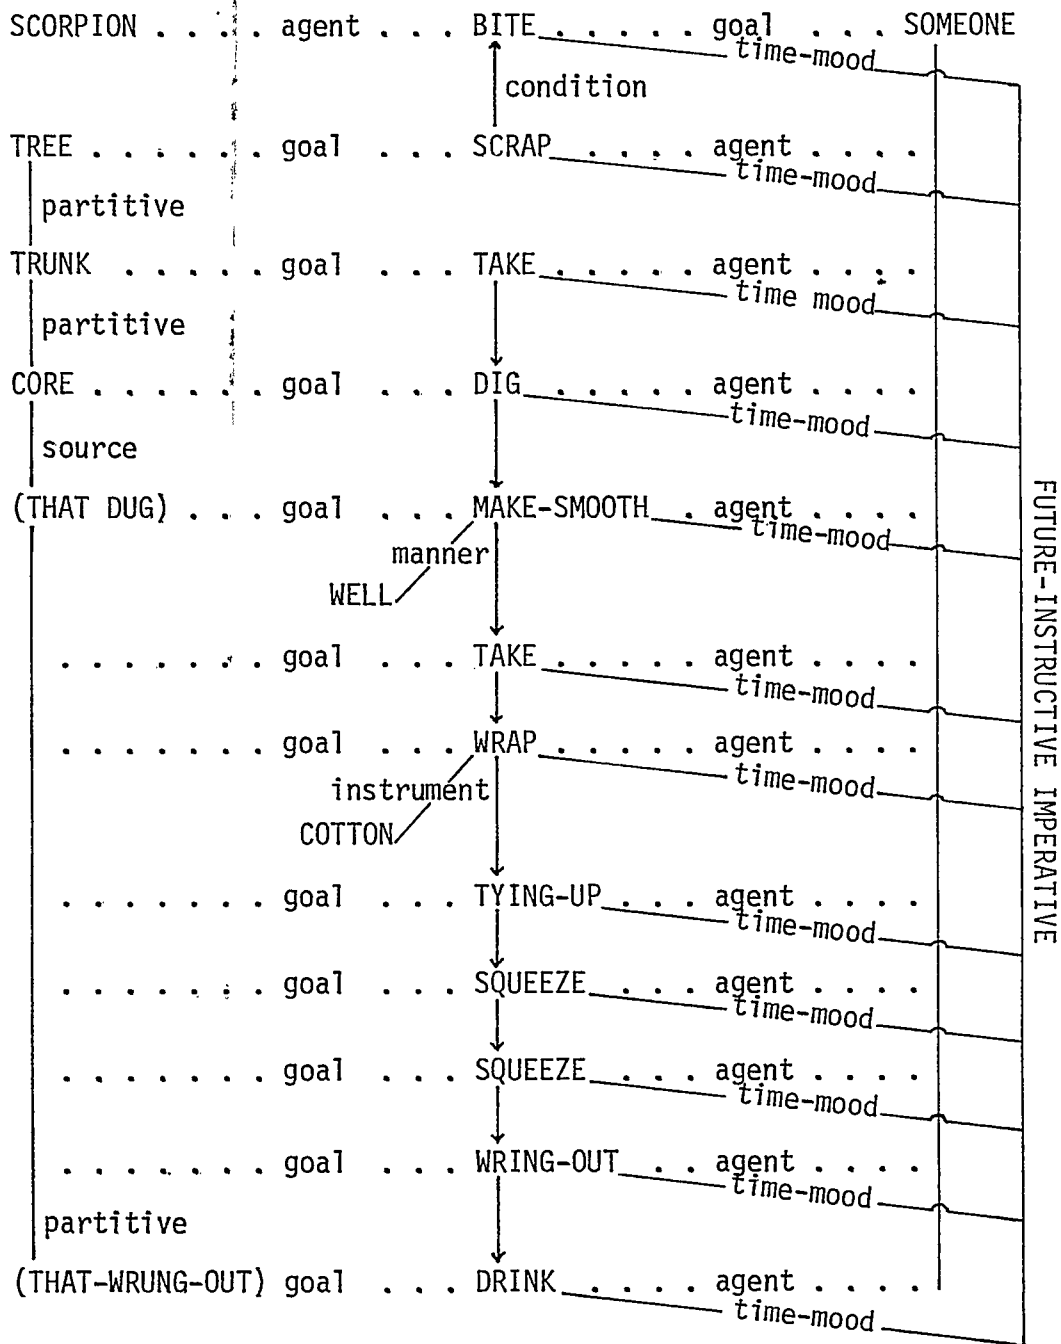 SCORPION . . . . agent . . . BITE . . . . . goal . . . SOMEONE
time-mood
condition
TREE . . . . . . goal . . . SCRAP . . . . agent . . . .
time-mood
partitive
TRUNK . . . . . goal . . . TAKE . . . . . agent . . . .
time mood
partitive
CORE . . . . . . goal . . . DIG . . . . . agent . . . .
time-mood
source
(THAT DUG) . . . goal . . . MAKE-SMOOTH . agent . . . .
time-mood
manner
WELL
. . . . . . . goal . . . TAKE . . . . . agent . . . .
time-mood
. . . . . . . goal . . . WRAP . . . . . agent . . . .
time-mood
instrument
COTTON
. . . . . . . goal . . . TYING-UP . . . agent . . . .
time-mood
. . . . . . . goal . . . SQUEEZE . . . agent . . . .
time-mood
. . . . . . . goal . . . SQUEEZE . . . agent . . . .
time-mood
. . . . . . . goal . . . WRING-OUT . . agent . . . .
time-mood
partitive
(THAT-WRUNG-OUT) goal . . . DRINK . . . . agent . . . .
time-mood
FUTURE-INSTRUCTIVE IMPERATIVE